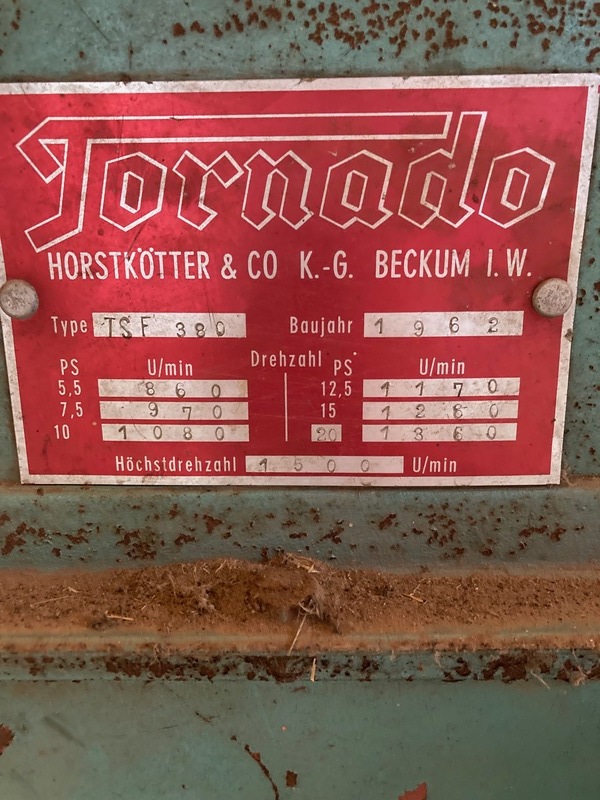 Tornado
HORSTKÖTTER & CO K.-G. BECKUM I.W.
Type TSF 380 Baujahr 1962
Drehzahl
PS U/min PS U/min
5,5 860 12,5 1170
7,5 970 15 1260
10 1080 20 1360
Höchstdrehzahl 1500 U/min